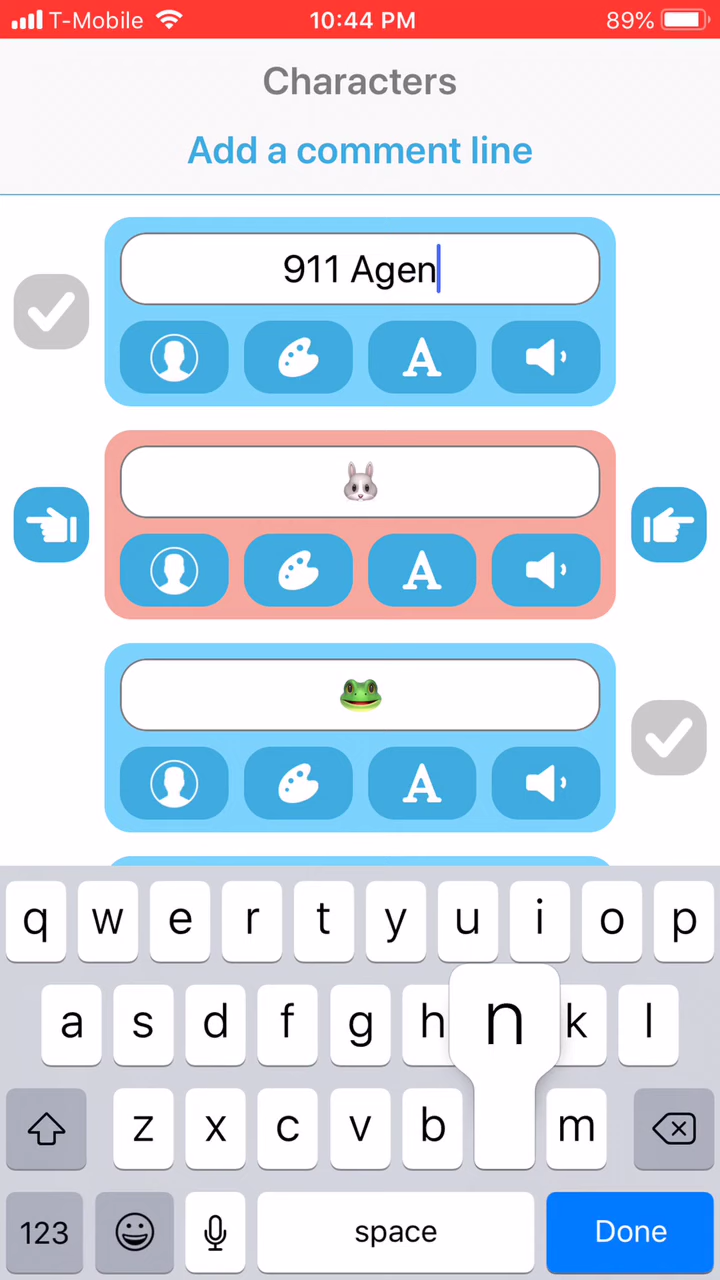 T-Mobile 10:44 PM 89%
Characters
Add a comment line
911 Agen
A
A
A
q w e r t y u i o p
a s d f g h n k l
z x c v b m
123 space Done